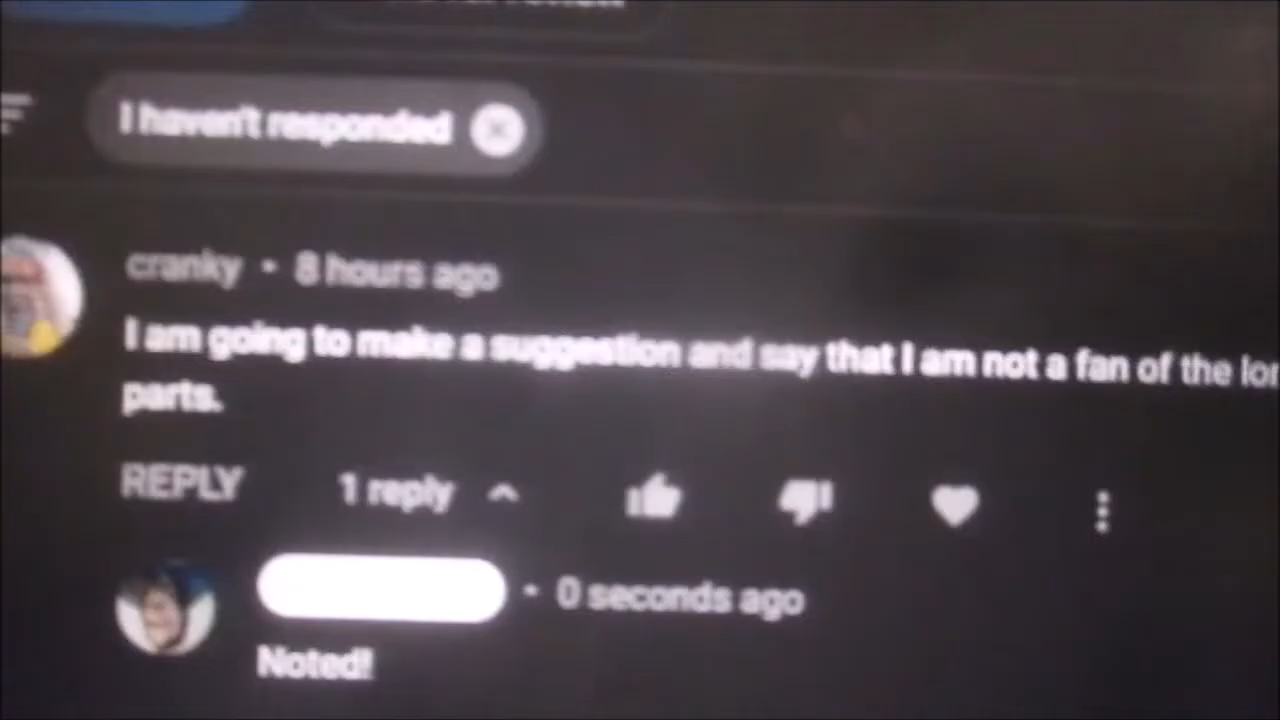 I haven't responded
cranky • 8 hours ago
I am going to make a suggestion and say that I am not a fan of the
parts.
REPLY 1 reply
• 0 seconds ago
Noted!